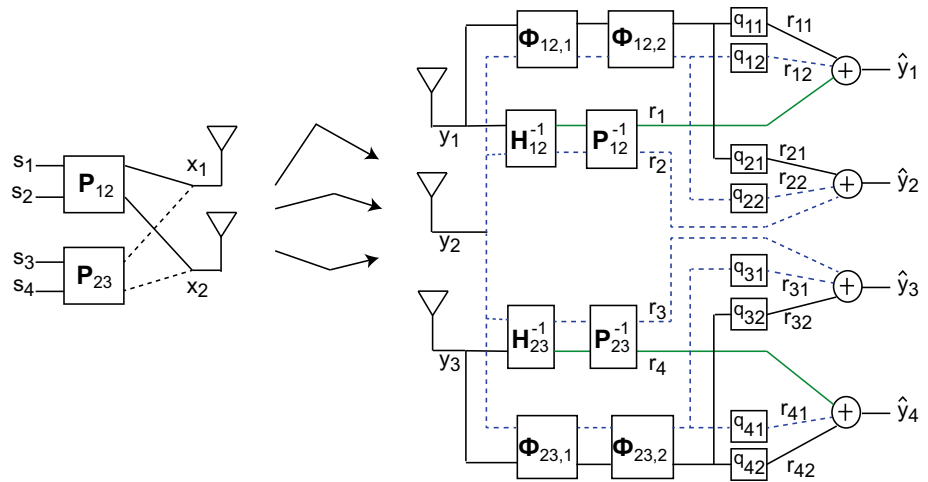 s₁
s₂
P₁₂
s₃
s₄
P₂₃
x₁
x₂
y₁
y₂
y₃
Φ₁₂,₁
Φ₁₂,₂
H₁₂⁻¹
P₁₂⁻¹
r₁
r₂
q₁₁
r₁₁
q₁₂
r₁₂
ŷ₁
q₂₁
r₂₁
q₂₂
r₂₂
ŷ₂
q₃₁
r₃₁
q₃₂
r₃₂
ŷ₃
H₂₃⁻¹
P₂₃⁻¹
r₃
r₄
Φ₂₃,₁
Φ₂₃,₂
q₄₁
r₄₁
q₄₂
r₄₂
ŷ₄